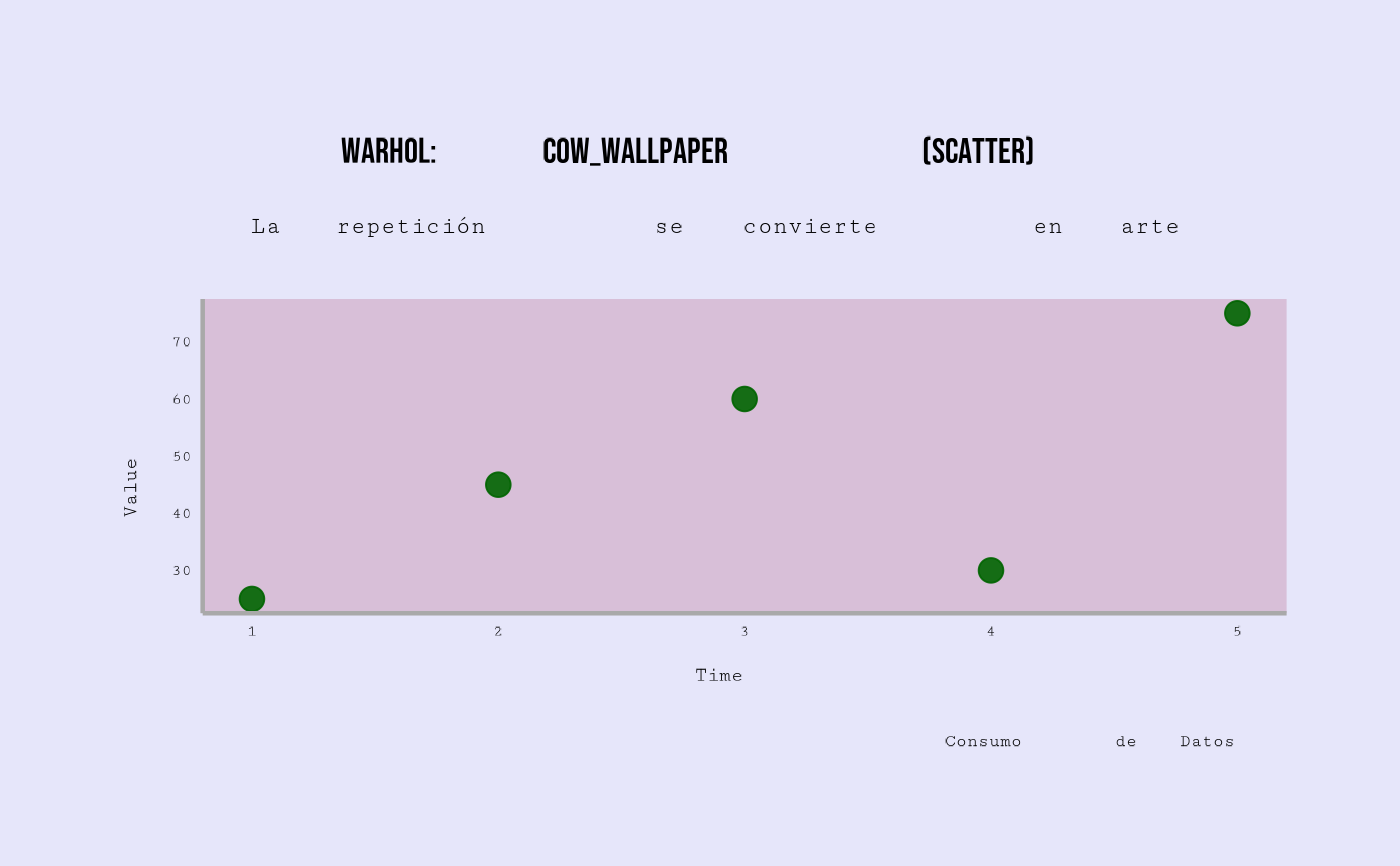 WARHOL: COW_WALLPAPER (SCATTER)
La repetición se convierte en arte
70
60
50
40
30
Value
1 2 3 4 5
Time
Consumo de Datos